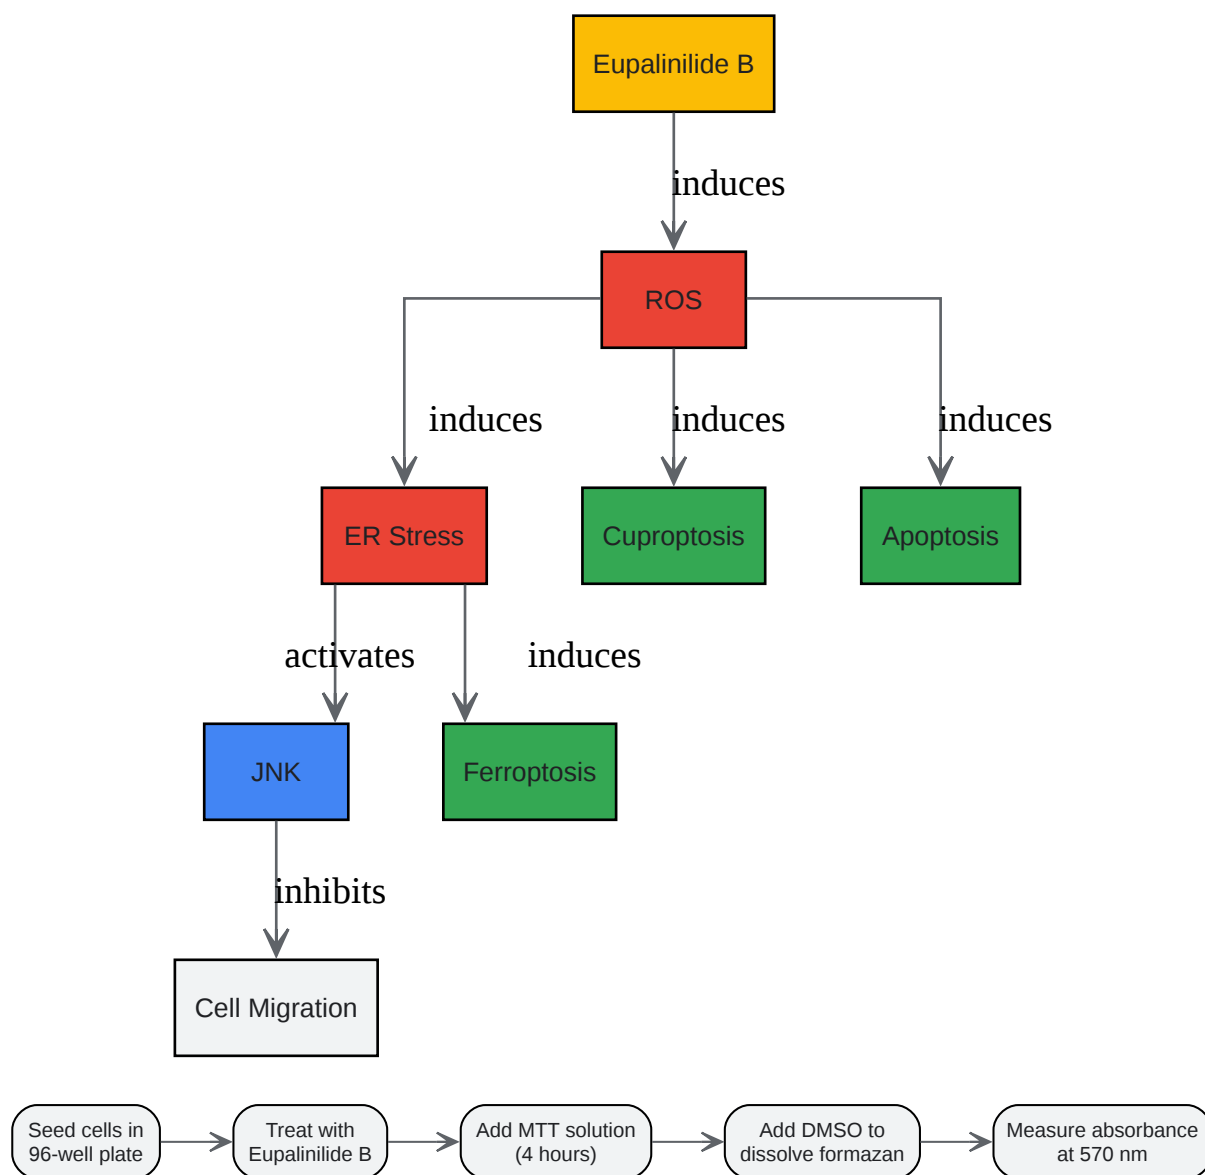 Eupalinilide B
induces
ROS
induces
induces
induces
ER Stress
Cuproptosis
Apoptosis
activates
induces
JNK
Ferroptosis
inhibits
Cell Migration
Seed cells in
96-well plate
Treat with
Eupalinilide B
Add MTT solution
(4 hours)
Add DMSO to
dissolve formazan
Measure absorbance
at 570 nm